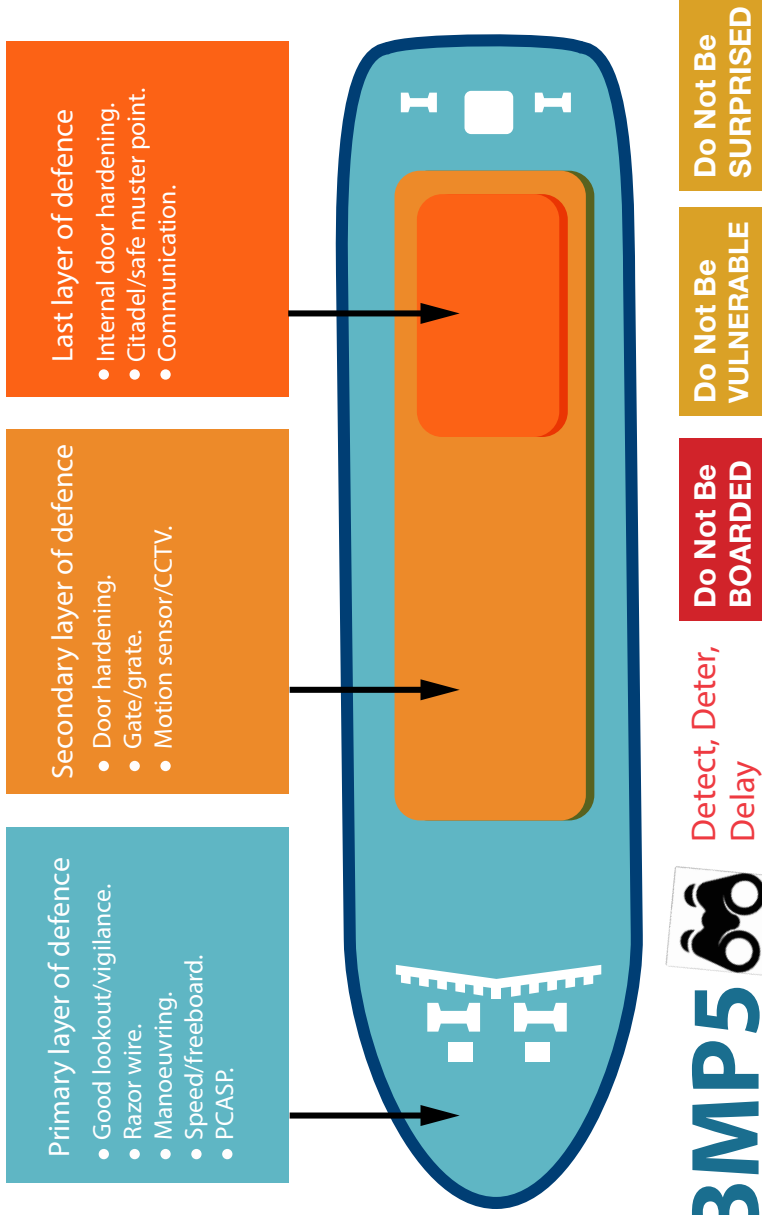 Primary layer of defence
• Good lookout/vigilance.
• Razor wire.
• Manoeuvring.
• Speed/freeboard.
• PCASP.
Secondary layer of defence
• Door hardening.
• Gate/grate.
• Motion sensor/CCTV.
Last layer of defence
• Internal door hardening.
• Citadel/safe muster point.
• Communication.
BMP5
Detect, Deter,
Delay
Do Not Be
BOARDED
Do Not Be
VULNERABLE
Do Not Be
SURPRISED